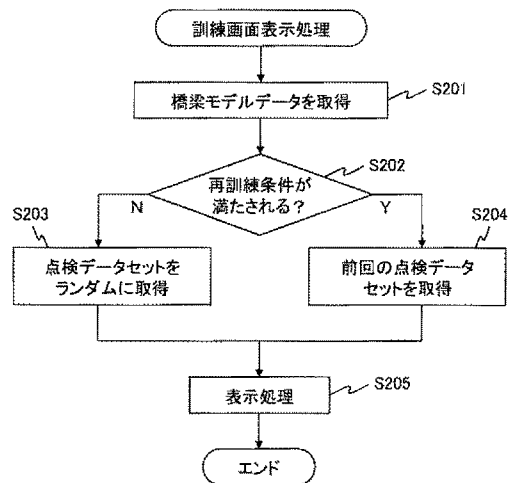 訓練画面表示処理
橋梁モデルデータを取得
S201
再訓練条件が
満たされる?
S202
N
Y
S203
点検データセットを
ランダムに取得
S204
前回の点検データ
セットを取得
表示処理
S205
エンド